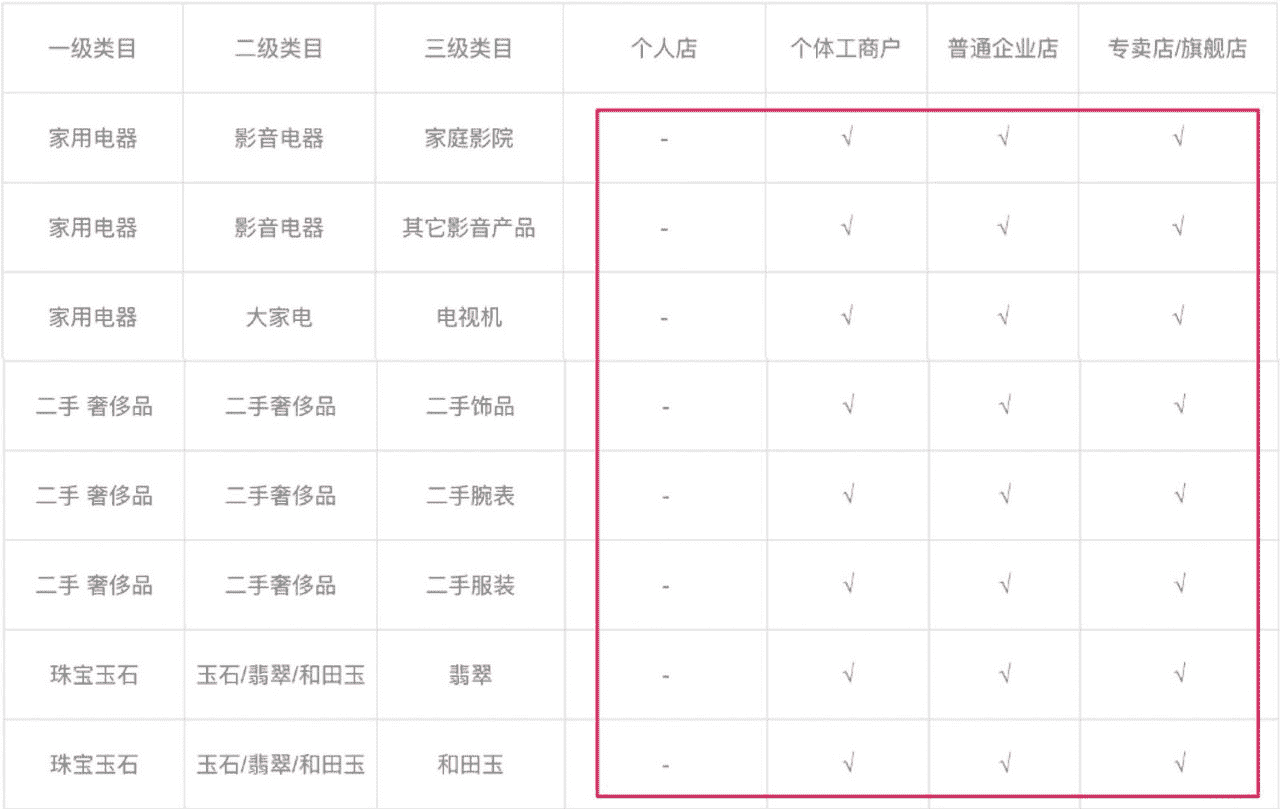 一级类目 二级类目 三级类目 个人店 个体工商户 普通企业店 专卖店/旗舰店
家用电器 影音电器 家庭影院 - √ √ √
家用电器 影音电器 其它影音产品 - √ √ √
家用电器 大家电 电视机 - √ √ √
二手 奢侈品 二手奢侈品 二手饰品 - √ √ √
二手 奢侈品 二手奢侈品 二手腕表 - √ √ √
二手 奢侈品 二手奢侈品 二手服装 - √ √ √
珠宝玉石 玉石/翡翠/和田玉 翡翠 - √ √ √
珠宝玉石 玉石/翡翠/和田玉 和田玉 - √ √ √